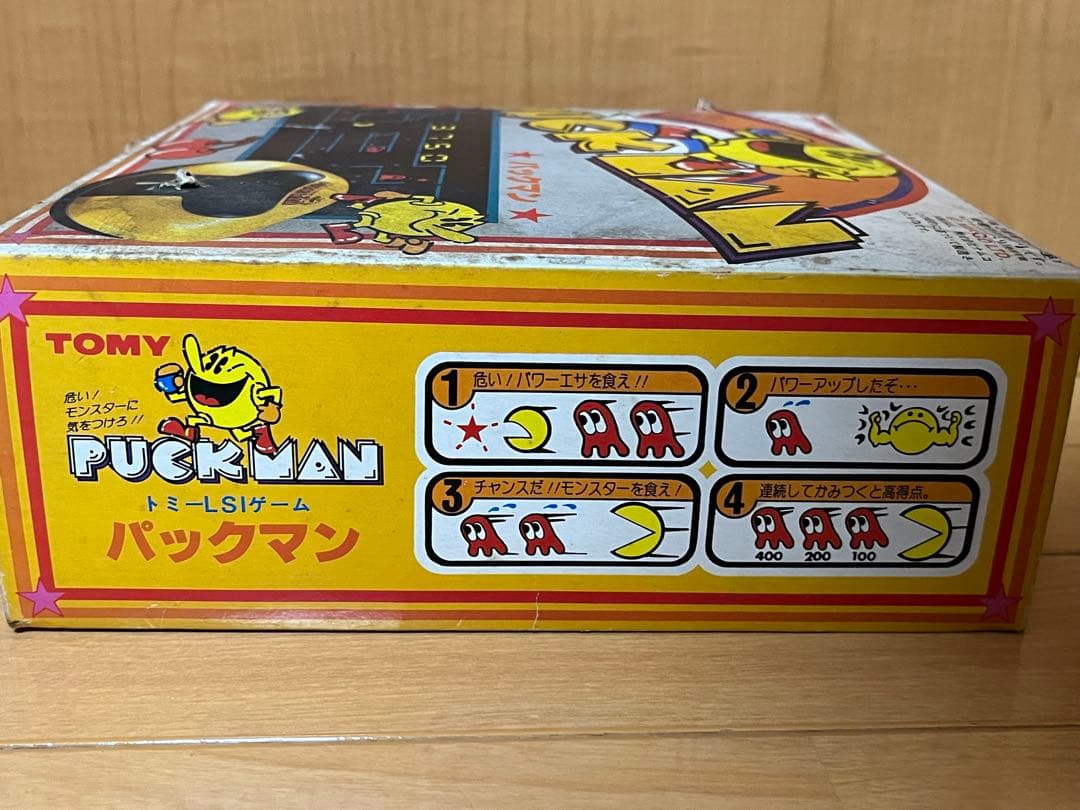 PUCKMAN
★パックマン★
TOMY
危い!
モンスターに
気をつけろ!!
PUCKMAN
トミーLSIゲーム
パックマン
1 危い!パワーエサを食え!!
2 パワーアップしたぞ…
3 チャンスだ!!モンスターを食え!
4 連続してかみつくと高得点。
400 200 100